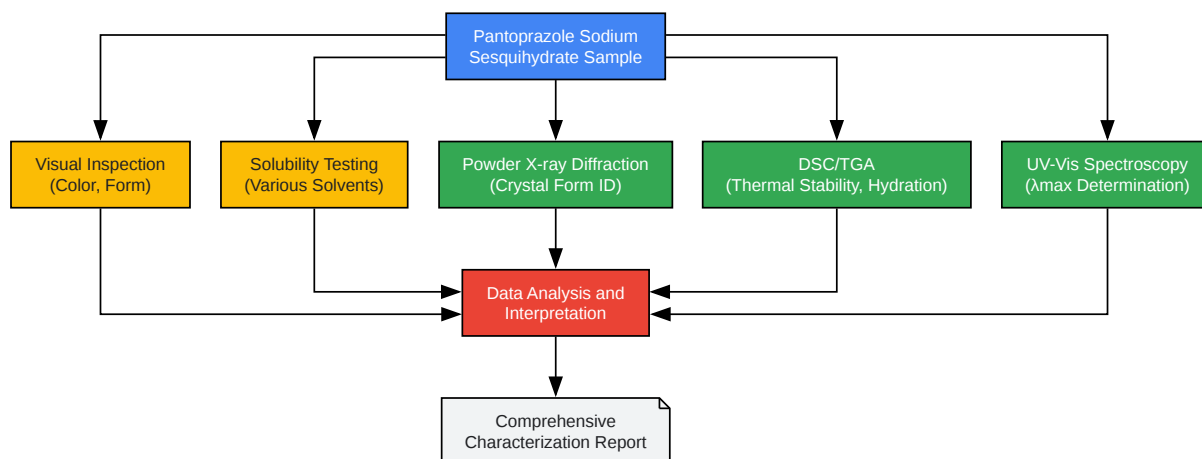 Pantoprazole Sodium
Sesquihydrate Sample
Visual Inspection
(Color, Form)
Solubility Testing
(Various Solvents)
Powder X-ray Diffraction
(Crystal Form ID)
DSC/TGA
(Thermal Stability, Hydration)
UV-Vis Spectroscopy
(λmax Determination)
Data Analysis and
Interpretation
Comprehensive
Characterization Report